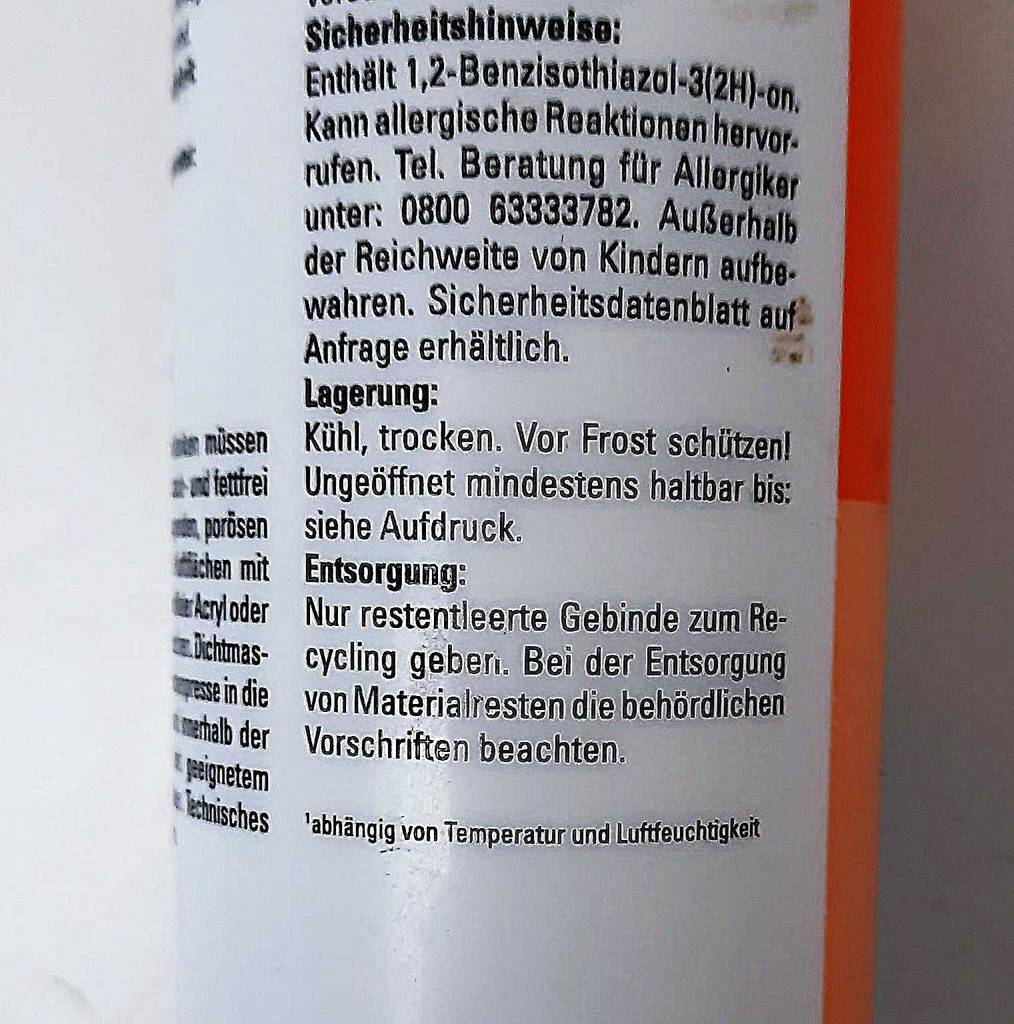 Sicherheitshinweise:
Enthält 1,2-Benzisothiazol-3(2H)-on.
Kann allergische Reaktionen hervor-
rufen. Tel. Beratung für Allergiker
unter: 0800 63333782. Außerhalb
der Reichweite von Kindern aufbe-
wahren. Sicherheitsdatenblatt auf
Anfrage erhältlich.
Lagerung:
Kühl, trocken. Vor Frost schützen!
Ungeöffnet mindestens haltbar bis:
siehe Aufdruck.
Entsorgung:
Nur restentleerte Gebinde zum Re-
cycling geben. Bei der Entsorgung
von Materialresten die behördlichen
Vorschriften beachten.
¹abhängig von Temperatur und Luftfeuchtigkeit
müssen
und fettfrei
porösen
mit
Acryl oder
Dichtmas-
in die
der
geeignetem
Technisches